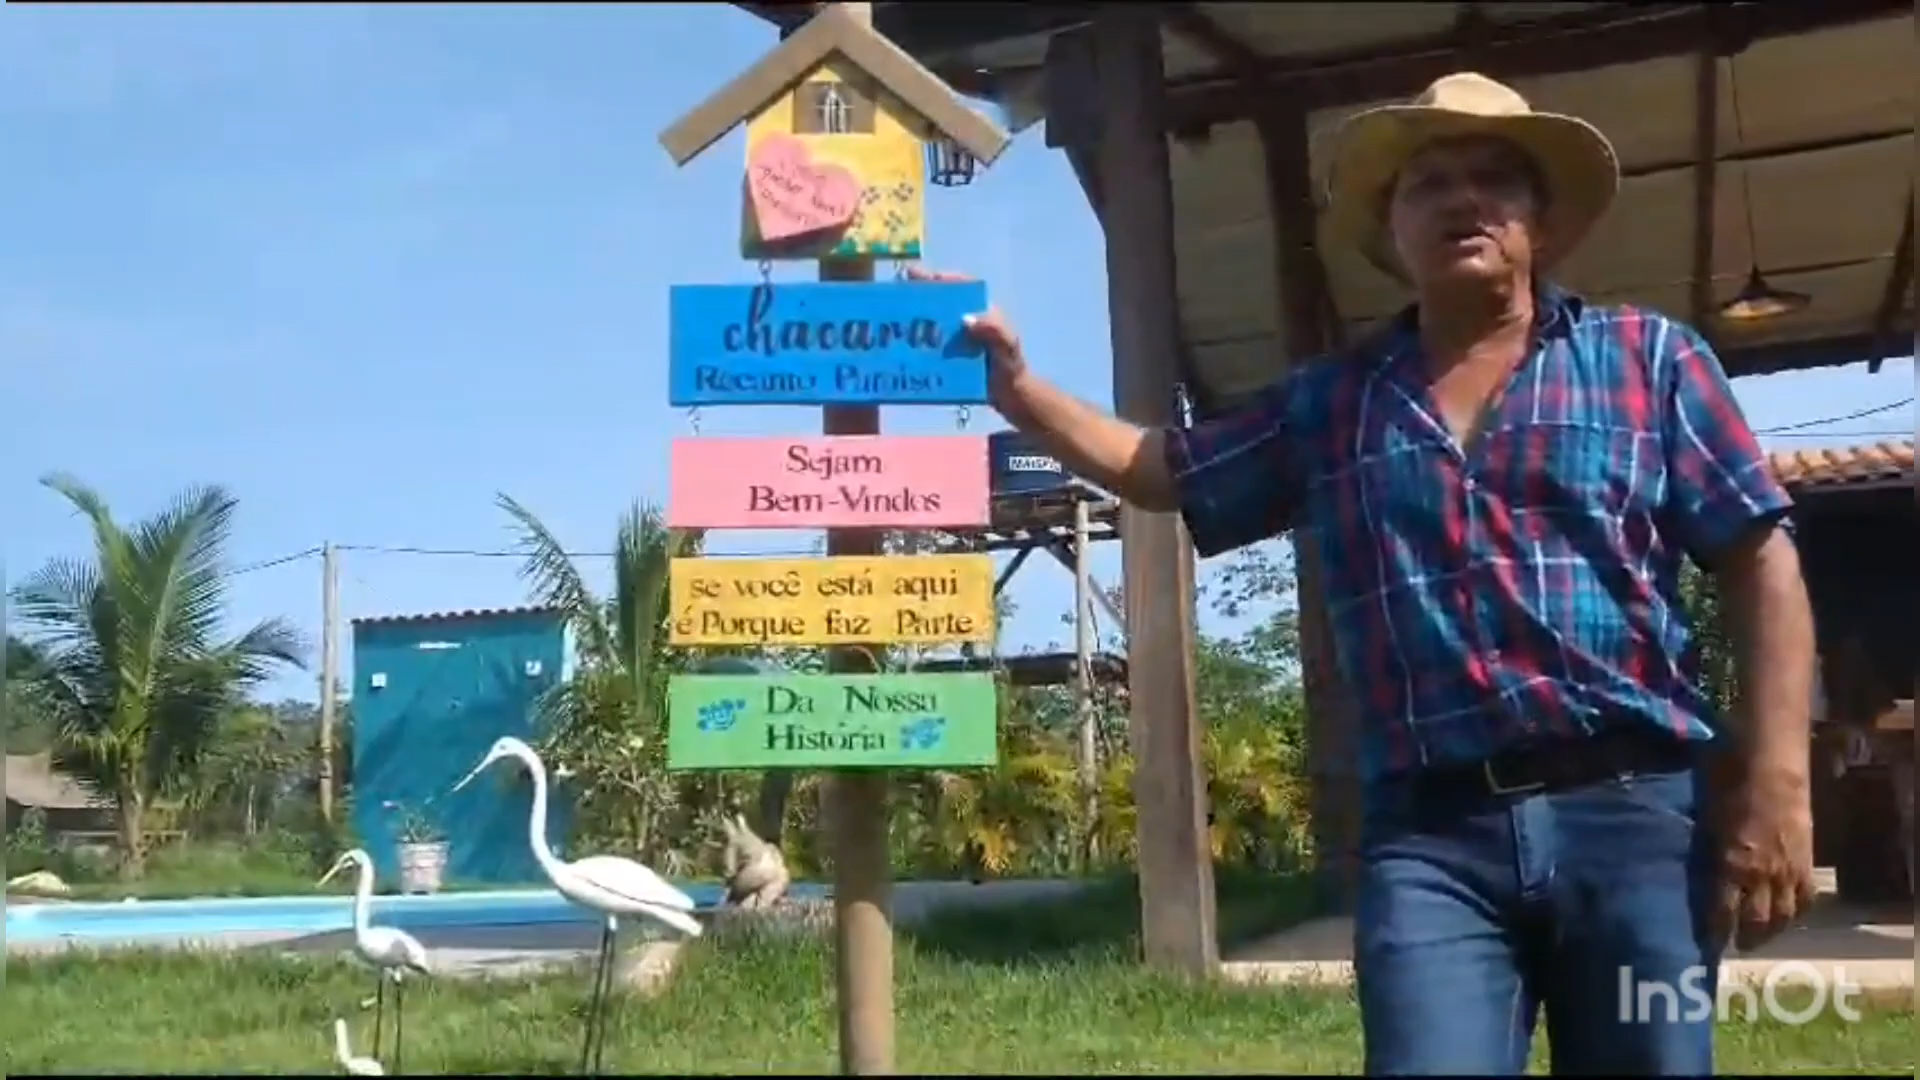 chácara
Recanto Paraíso
Sejam
Bem-Vindos
se você está aqui
é Porque faz Parte
Da Nossa
História
InShOt